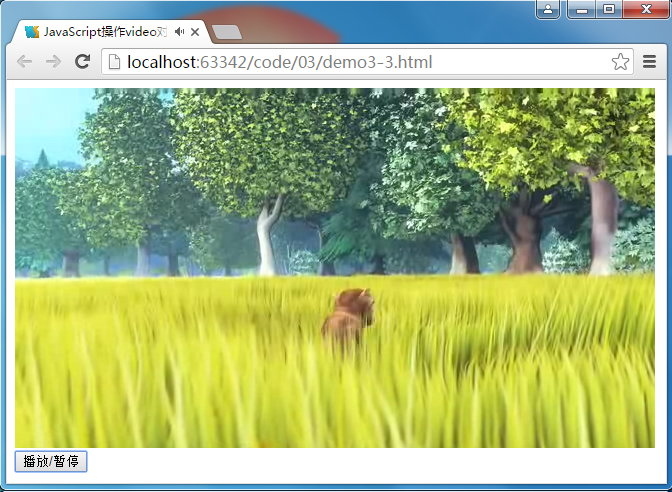 JavaScript操作video对
localhost:63342/code/03/demo3-3.html
播放/暂停